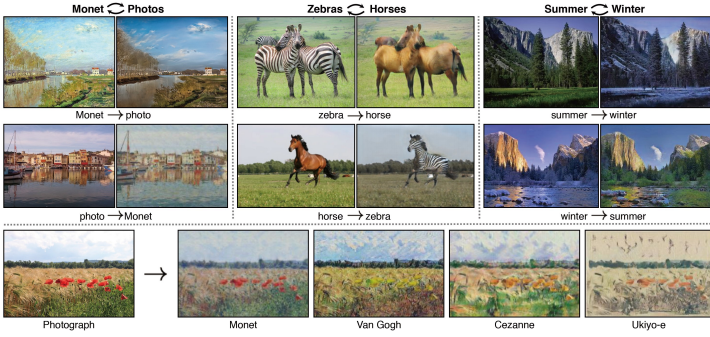 Monet Photos
Zebras Horses
Summer Winter
Monet → photo
zebra → horse
summer → winter
photo → Monet
horse → zebra
winter → summer
Photograph
Monet
Van Gogh
Cezanne
Ukiyo-e